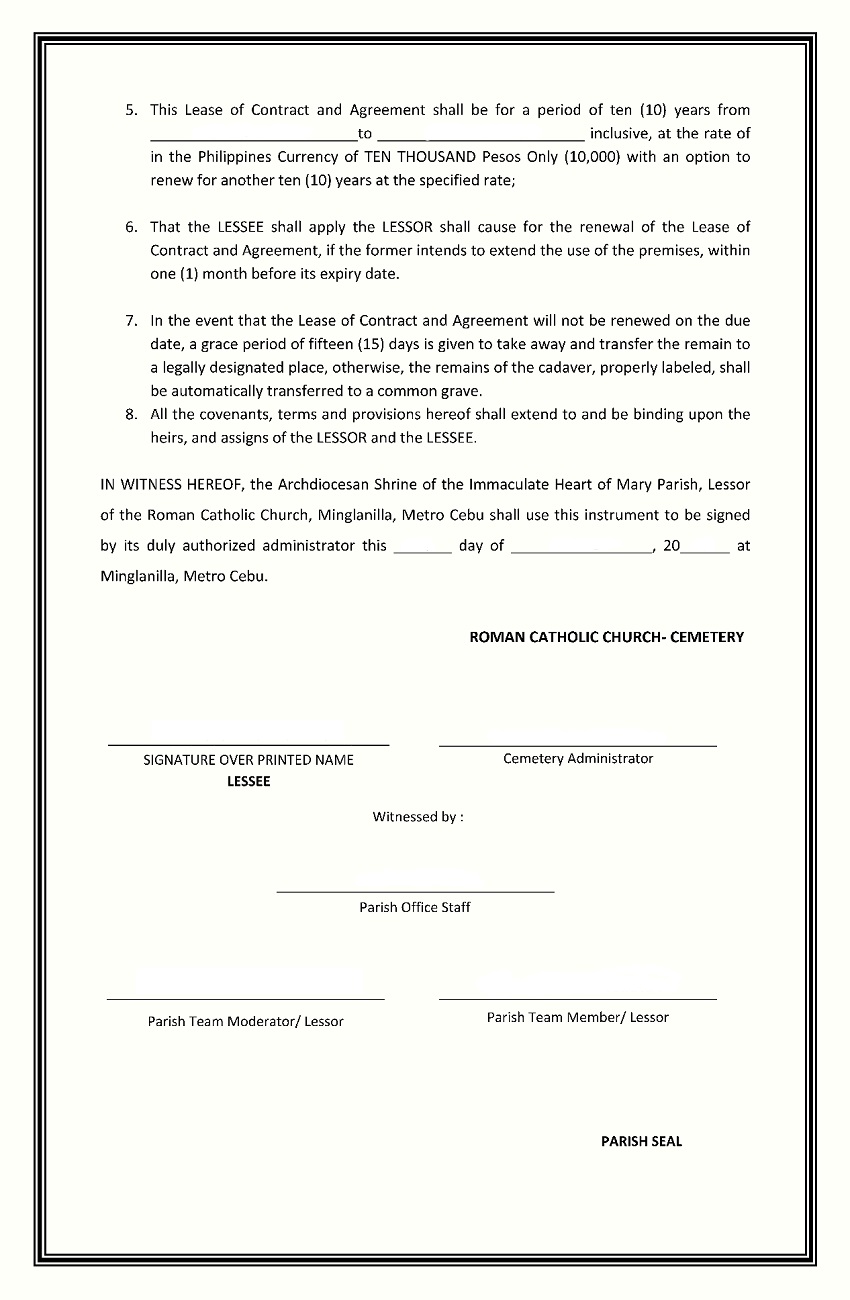 5. This Lease of Contract and Agreement shall be for a period of ten (10) years from
_________________________to _________________________ inclusive, at the rate of
in the Philippines Currency of TEN THOUSAND Pesos Only (10,000) with an option to
renew for another ten (10) years at the specified rate;
6. That the LESSEE shall apply the LESSOR shall cause for the renewal of the Lease of
Contract and Agreement, if the former intends to extend the use of the premises, within
one (1) month before its expiry date.
7. In the event that the Lease of Contract and Agreement will not be renewed on the due
date, a grace period of fifteen (15) days is given to take away and transfer the remain to
a legally designated place, otherwise, the remains of the cadaver, properly labeled, shall
be automatically transferred to a common grave.
8. All the covenants, terms and provisions hereof shall extend to and be binding upon the
heirs, and assigns of the LESSOR and the LESSEE.
IN WITNESS HEREOF, the Archdiocesan Shrine of the Immaculate Heart of Mary Parish, Lessor
of the Roman Catholic Church, Minglanilla, Metro Cebu shall use this instrument to be signed
by its duly authorized administrator this _______ day of _________________, 20______ at
Minglanilla, Metro Cebu.
ROMAN CATHOLIC CHURCH- CEMETERY
SIGNATURE OVER PRINTED NAME
LESSEE
Cemetery Administrator
Witnessed by :
Parish Office Staff
Parish Team Moderator/ Lessor
Parish Team Member/ Lessor
PARISH SEAL